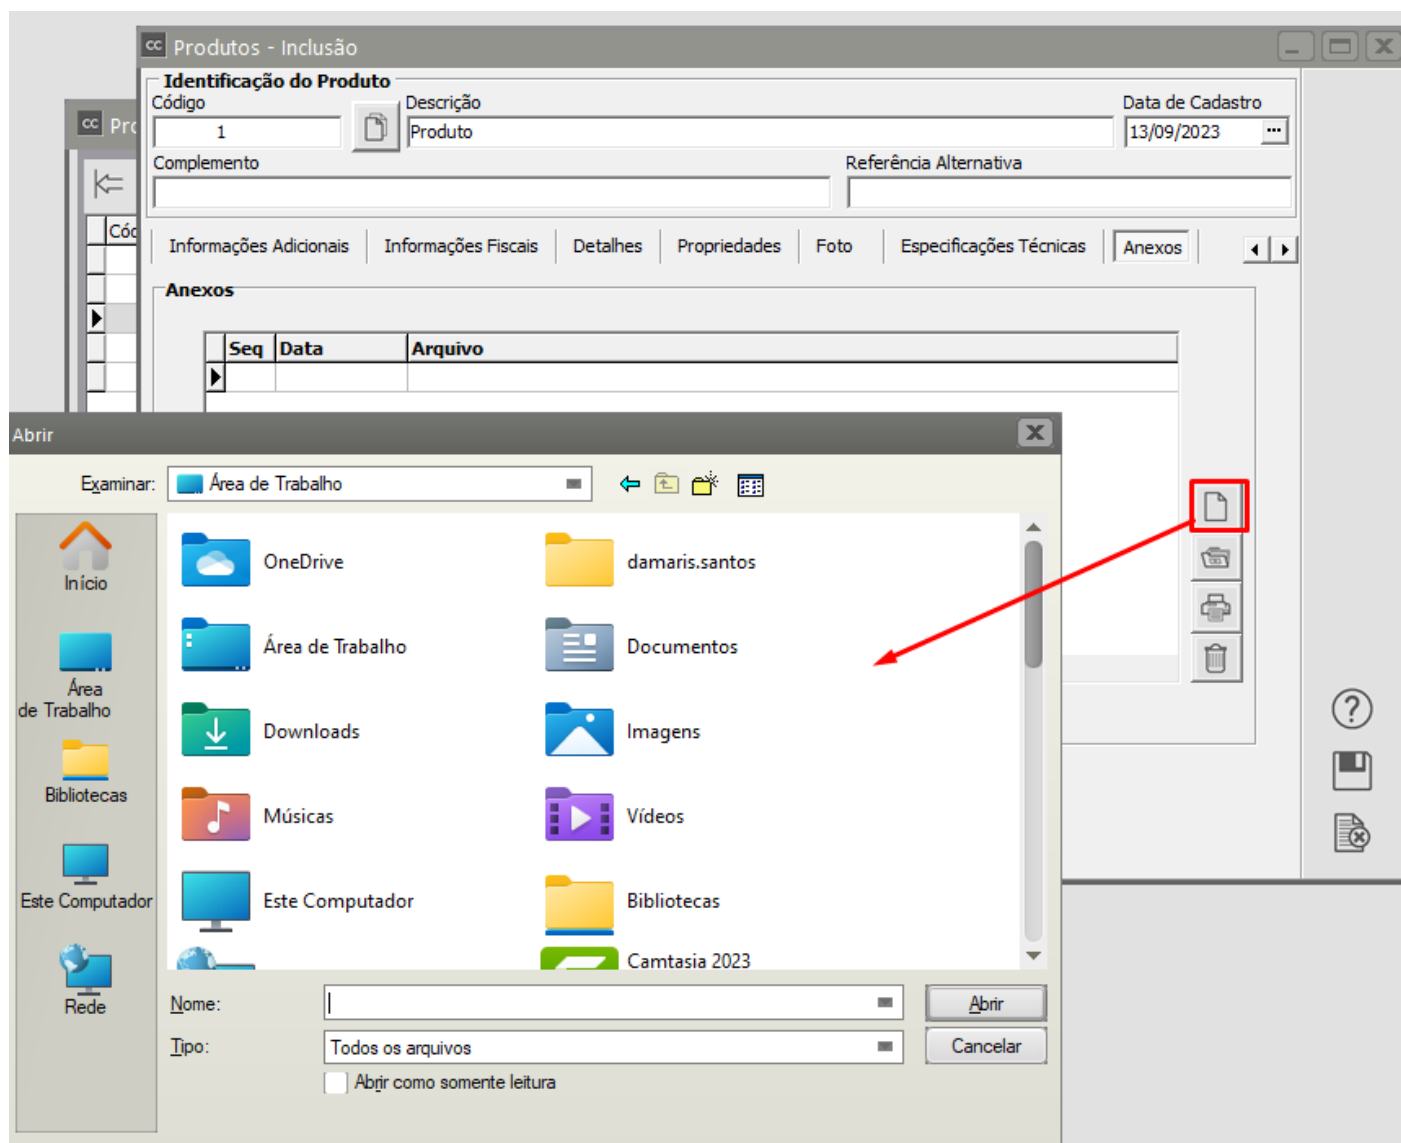 CC Produtos - Inclusão
Identificação do Produto
Código
Descrição
Data de Cadastro
CC Pro
1
Produto
13/09/2023
...
Complemento
Referência Alternativa
Cód
Informações Adicionais
Informações Fiscais
Detalhes
Propriedades
Foto
Especificações Técnicas
Anexos
Anexos
Seq
Data
Arquivo
Abrir
Examinar:
Área de Trabalho
Início
Área
de Trabalho
Bibliotecas
Este Computador
Rede
OneDrive
damaris.santos
Área de Trabalho
Documentos
Downloads
Imagens
Músicas
Vídeos
Este Computador
Bibliotecas
Camtasia 2023
Nome:
Abrir
Tipo:
Todos os arquivos
Cancelar
Abrir como somente leitura